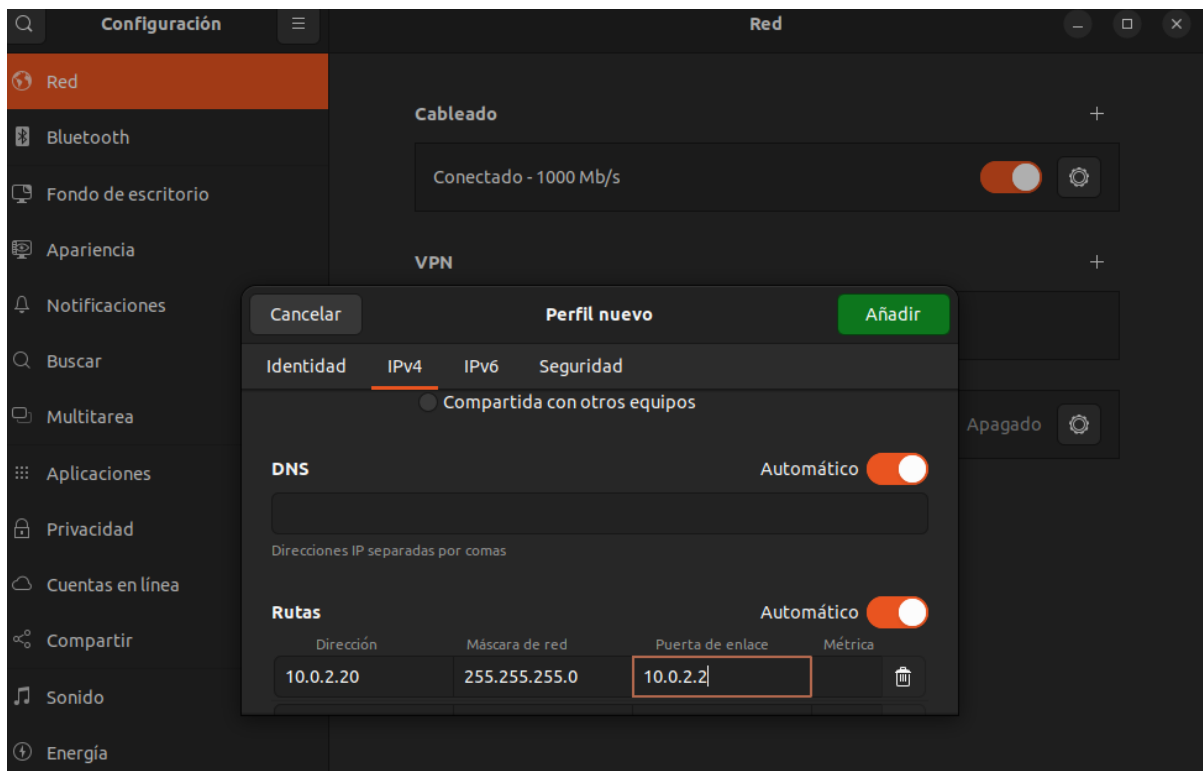 Configuración
Red
Red
Bluetooth
Fondo de escritorio
Apariencia
Notificaciones
Buscar
Multitarea
Aplicaciones
Privacidad
Cuentas en línea
Compartir
Sonido
Energía
Cableado
Conectado - 1000 Mb/s
VPN
Apagado
Cancelar
Perfil nuevo
Añadir
Identidad
IPv4
IPv6
Seguridad
Compartida con otros equipos
DNS
Automático
Direcciones IP separadas por comas
Rutas
Automático
Dirección
Máscara de red
Puerta de enlace
Métrica
10.0.2.20
255.255.255.0
10.0.2.2